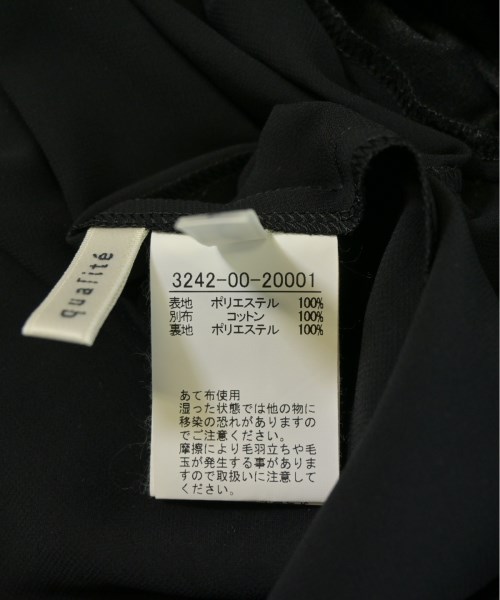 qualité
3242-00-20001
表地 ポリエステル 100%
別布 コットン 100%
裏地 ポリエステル 100%
あて布使用
湿った状態では他の物に
移染の恐れがありますの
でご注意ください。
摩擦により毛羽立ちや毛
玉が発生する事がありま
すので取扱いに注意して
ください。